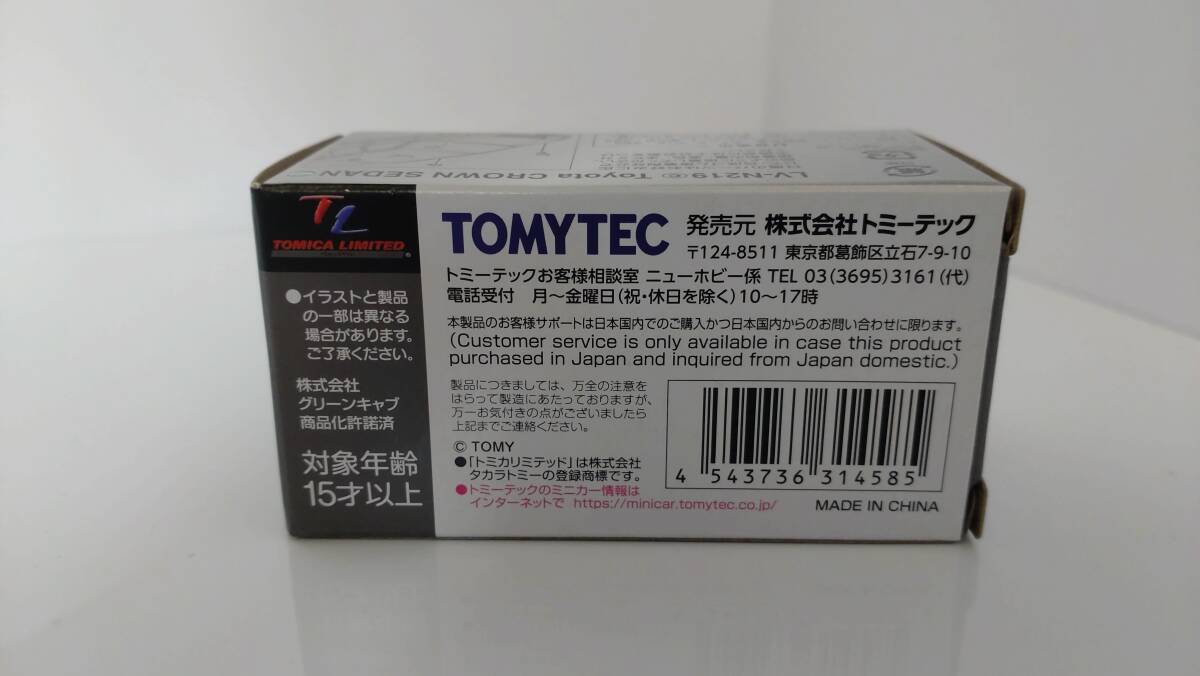 LV-N219ⓒ Toyota CROWN SEDAN
TL
TOMICA LIMITED
●イラストと製品
の一部は異なる
場合があります。
ご了承ください。
株式会社
グリーンキャブ
商品化許諾済
対象年齢
15才以上
TOMYTEC 発売元 株式会社トミーテック
〒124-8511 東京都葛飾区立石7-9-10
トミーテックお客様相談室 ニューホビー係 TEL 03(3695)3161(代)
電話受付 月〜金曜日(祝・休日を除く)10〜17時
本製品のお客様サポートは日本国内でのご購入かつ日本国内からのお問い合わせに限ります。
(Customer service is only available in case this product
purchased in Japan and inquired from Japan domestic.)
製品につきましては、万全の注意を
はらって製造にあたっておりますが、
万一お気付きの点がございましたら
上記までご連絡ください。
© TOMY
●「トミカリミテッド」は株式会社
タカラトミーの登録商標です。
●トミーテックのミニカー情報は
インターネットで https://minicar.tomytec.co.jp/
4 543736 314585
MADE IN CHINA